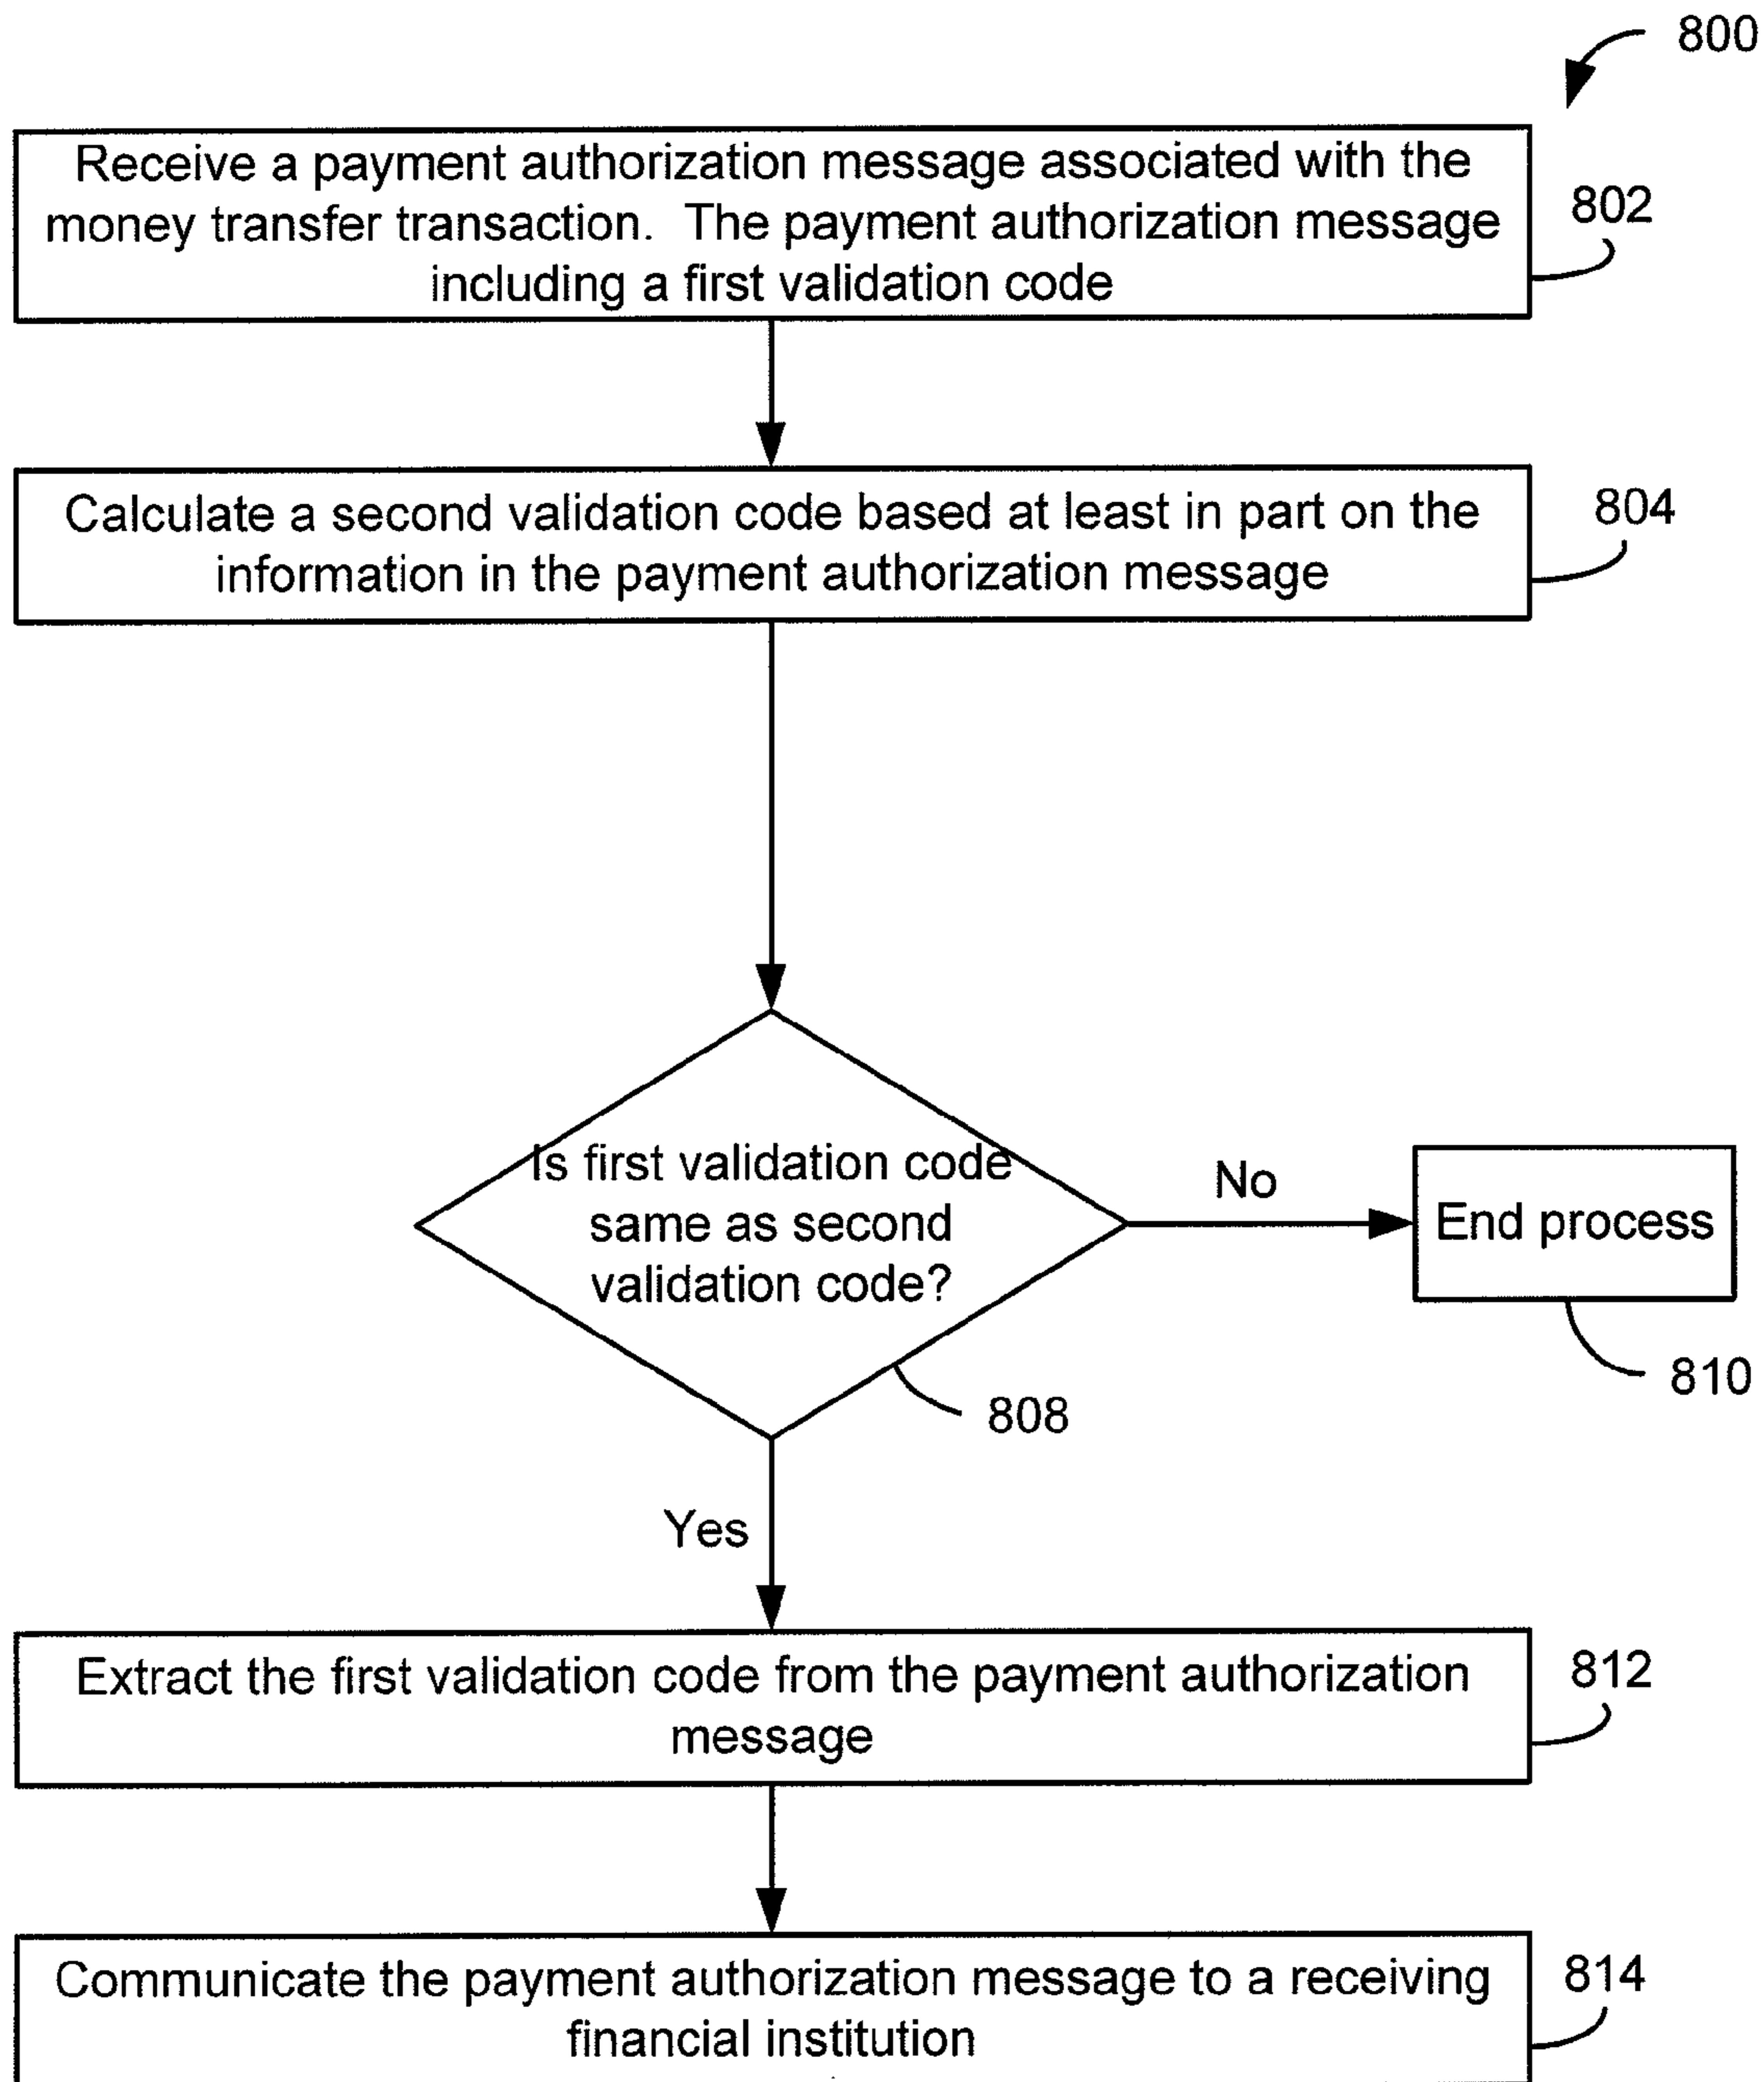 800
Receive a payment authorization message associated with the
money transfer transaction.  The payment authorization message
including a first validation code
802
Calculate a second validation code based at least in part on the
information in the payment authorization message
804
Is first validation code
same as second
validation code?
No
End process
810
808
Yes
Extract the first validation code from the payment authorization
message
812
Communicate the payment authorization message to a receiving
financial institution
814